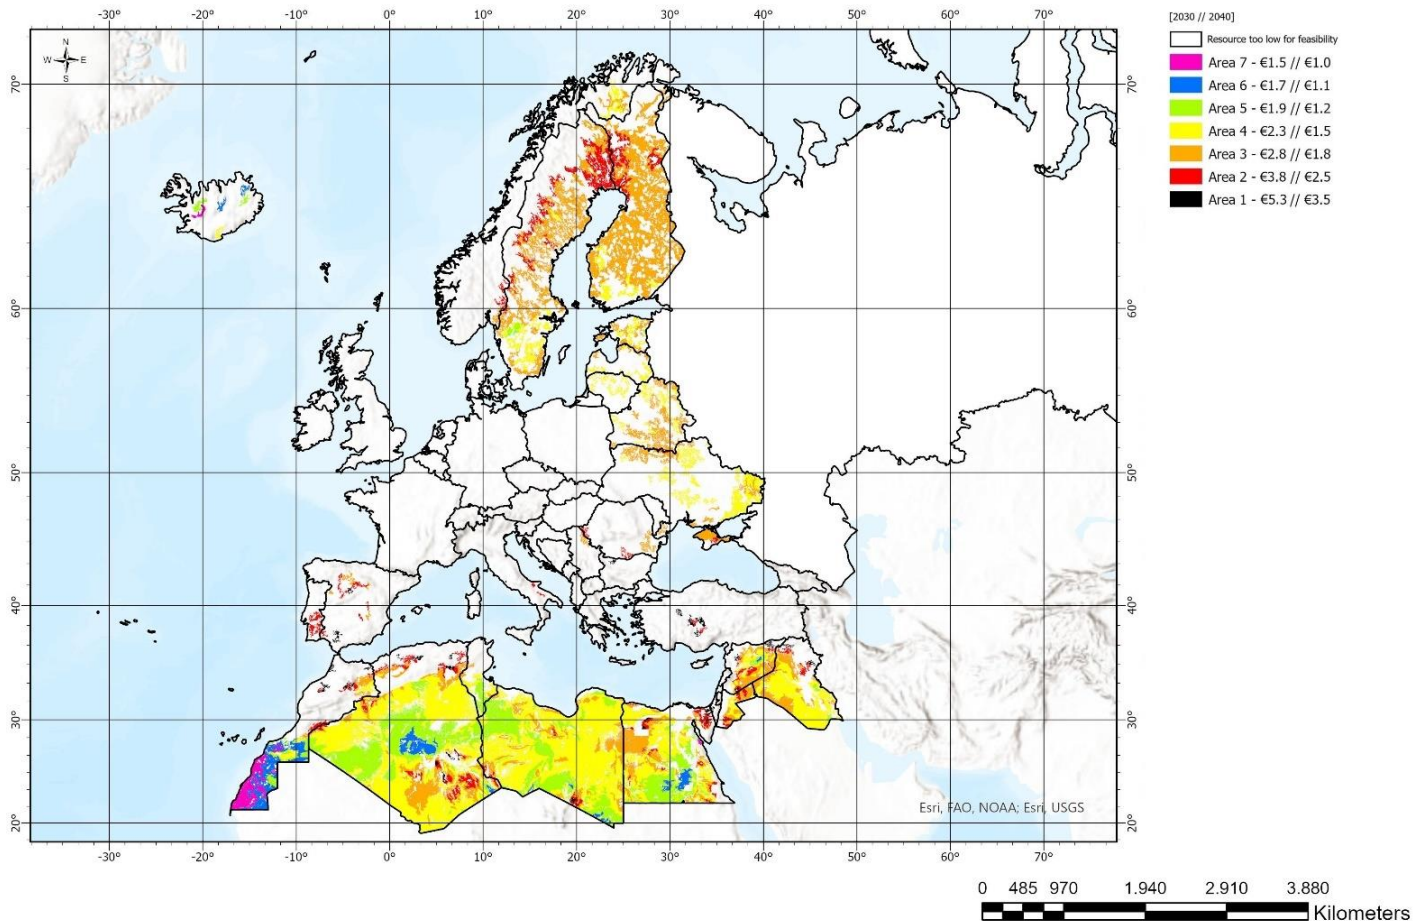 [2030 // 2040]
Resource too low for feasibility
Area 7 - €1.5 // €1.0
Area 6 - €1.7 // €1.1
Area 5 - €1.9 // €1.2
Area 4 - €2.3 // €1.5
Area 3 - €2.8 // €1.8
Area 2 - €3.8 // €2.5
Area 1 - €5.3 // €3.5
-30° -20° -10° 0° 10° 20° 30° 40° 50° 60° 70°
N
W E
S
70° 70°
60° 60°
50° 50°
40° 40°
30° 30°
20° 20°
Esri, FAO, NOAA; Esri, USGS
-30° -20° -10° 0° 10° 20° 30° 40° 50° 60° 70°
0 485 970 1.940 2.910 3.880
Kilometers